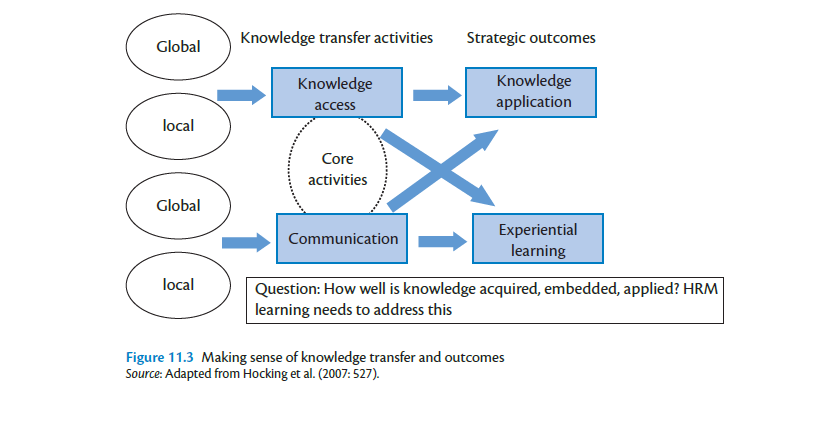 Global
Knowledge transfer activities
Strategic outcomes
Knowledge
access
Knowledge
application
local
Core
activities
Global
Communication
Experiential
learning
local
Question: How well is knowledge acquired, embedded, applied? HRM
learning needs to address this
Figure 11.3 Making sense of knowledge transfer and outcomes
Source: Adapted from Hocking et al. (2007: 527).